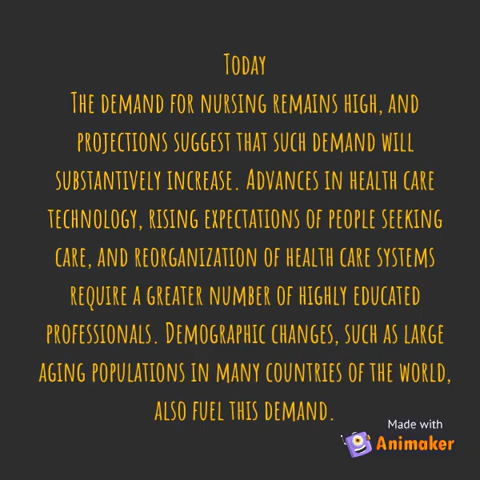 Today
The demand for nursing remains high, and
projections suggest that such demand will
substantively increase. Advances in health care
technology, rising expectations of people seeking
care, and reorganization of health care systems
require a greater number of highly educated
professionals. Demographic changes, such as large
aging populations in many countries of the world,
also fuel this demand.
Made with
Animaker